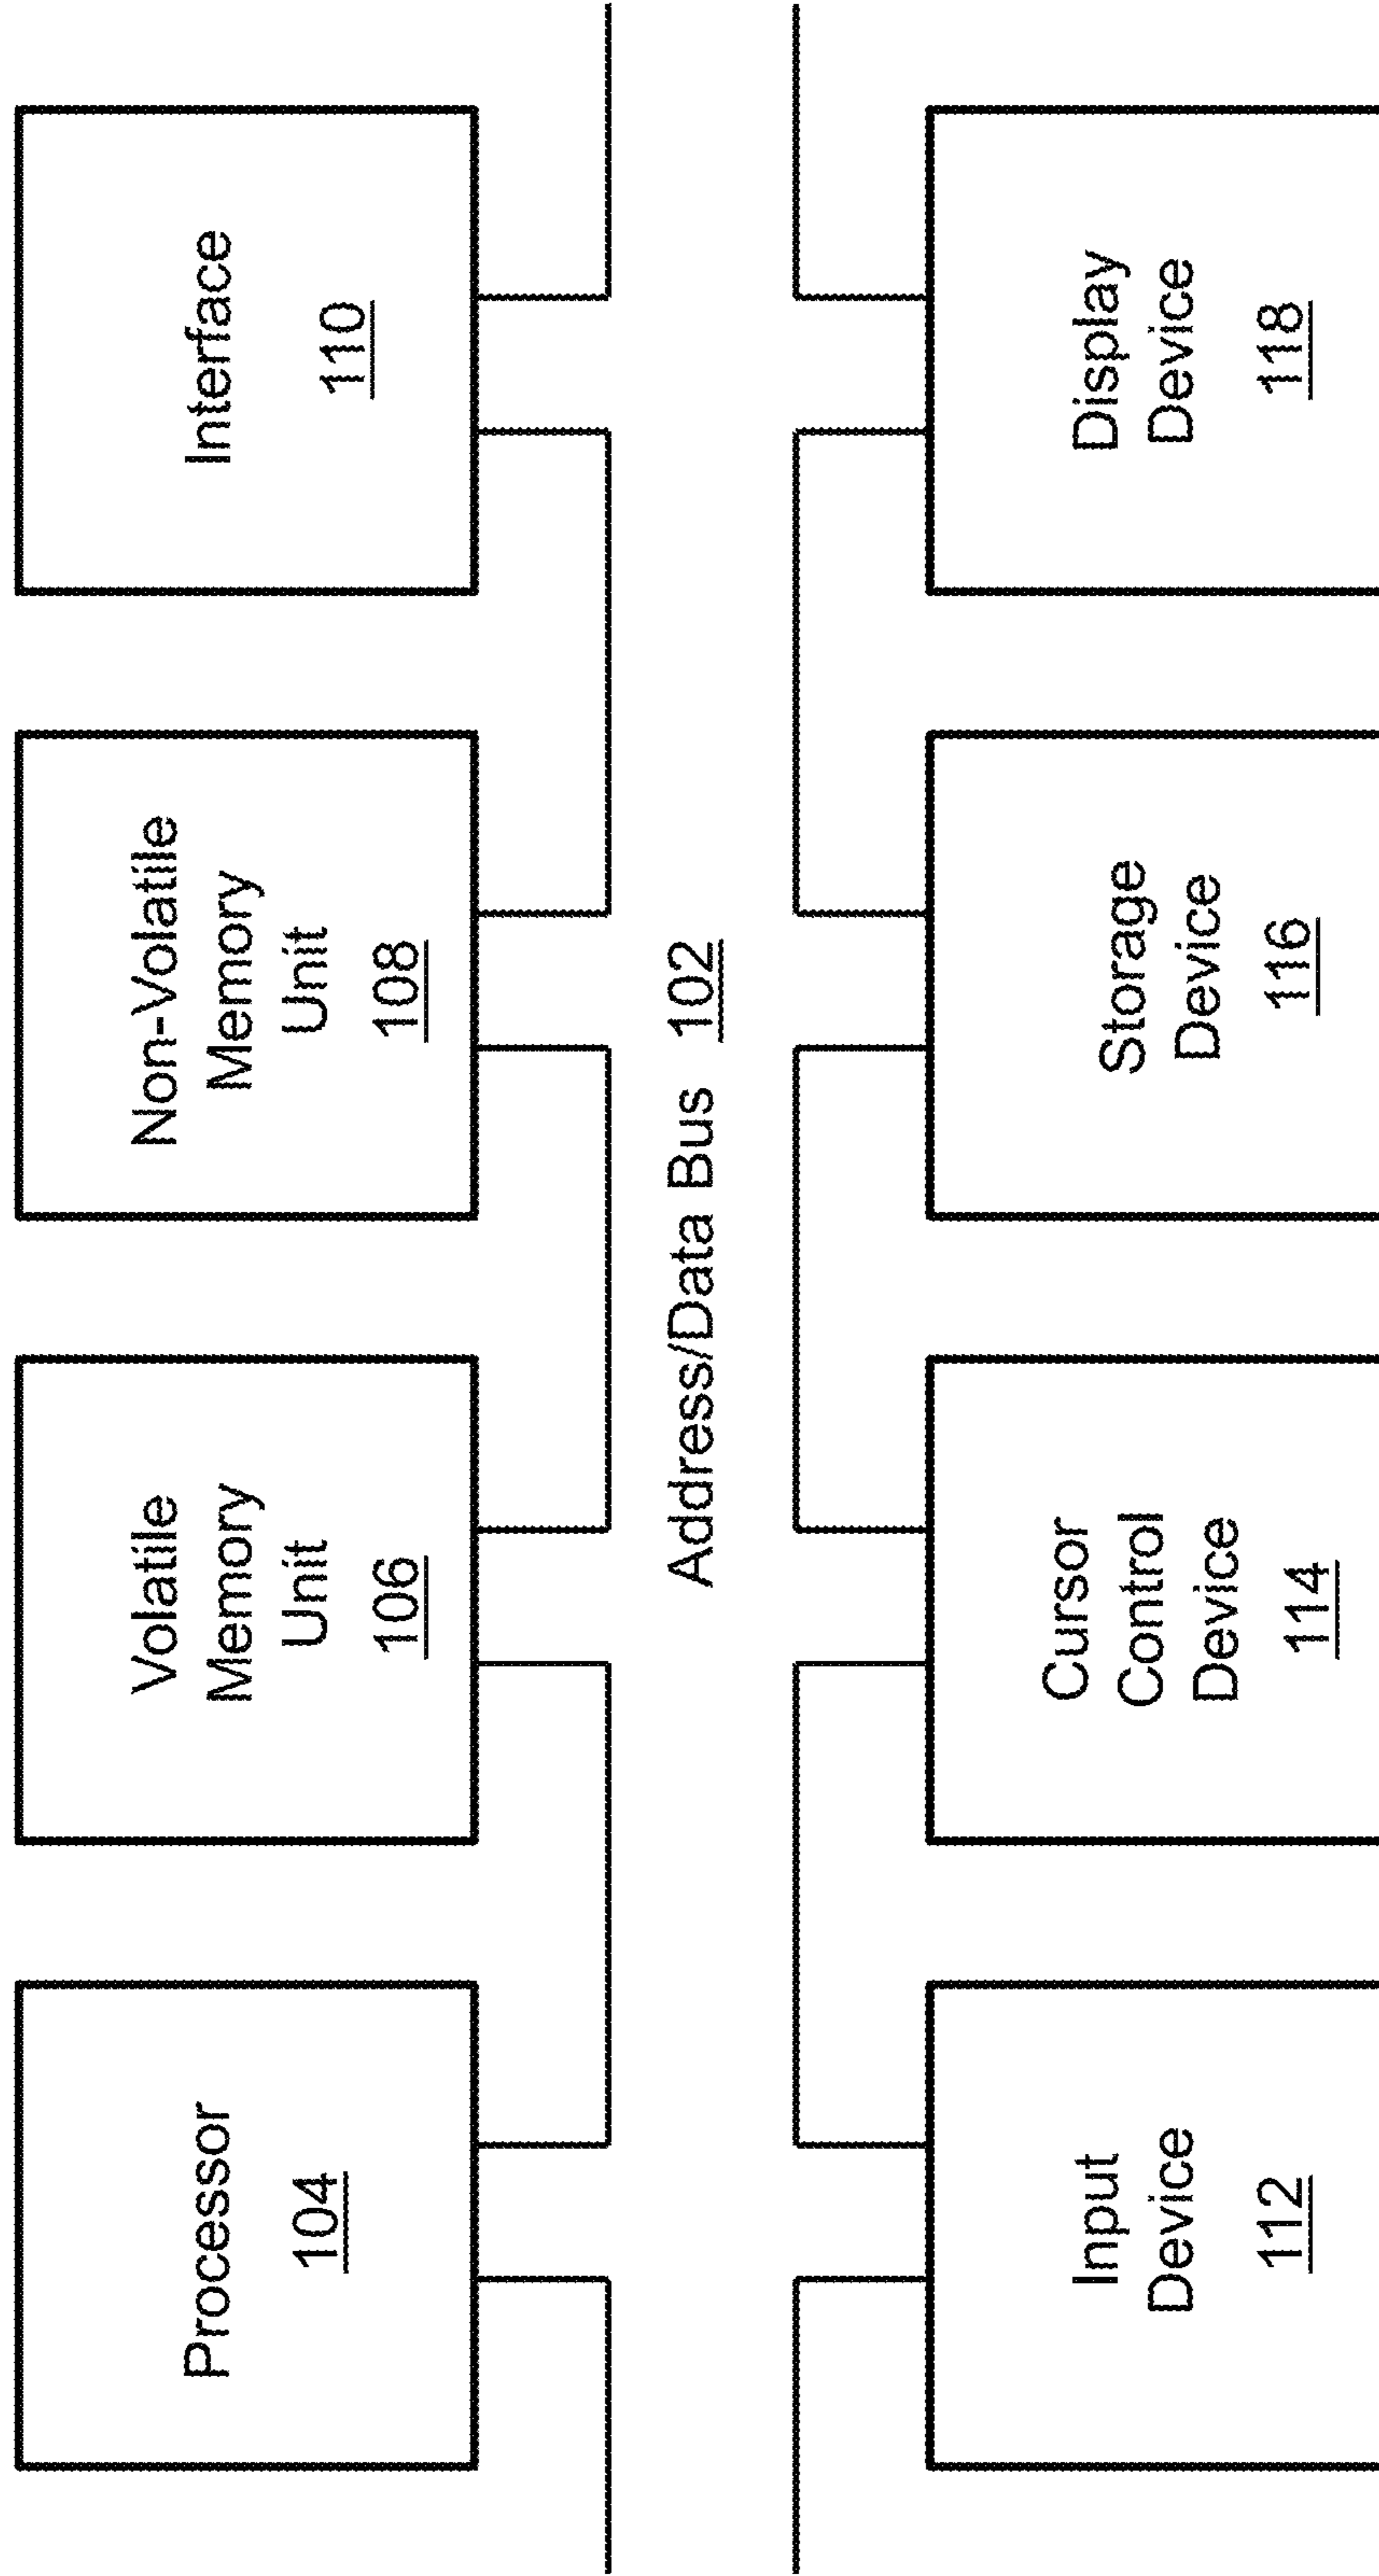 Processor
104
Volatile
Memory
Unit
106
Non-Volatile
Memory
Unit
108
Interface
110
Address/Data Bus 102
Input
Device
112
Cursor
Control
Device
114
Storage
Device
116
Display
Device
118